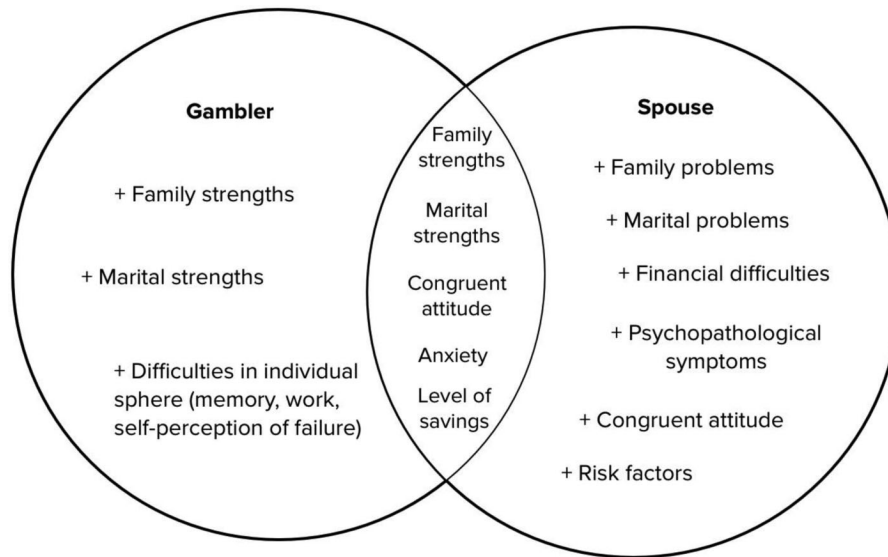 Gambler
+ Family strengths
+ Marital strengths
+ Difficulties in individual
sphere (memory, work,
self-perception of failure)
Family
strengths
Marital
strengths
Congruent
attitude
Anxiety
Level of
savings
Spouse
+ Family problems
+ Marital problems
+ Financial difficulties
+ Psychopathological
symptoms
+ Congruent attitude
+ Risk factors